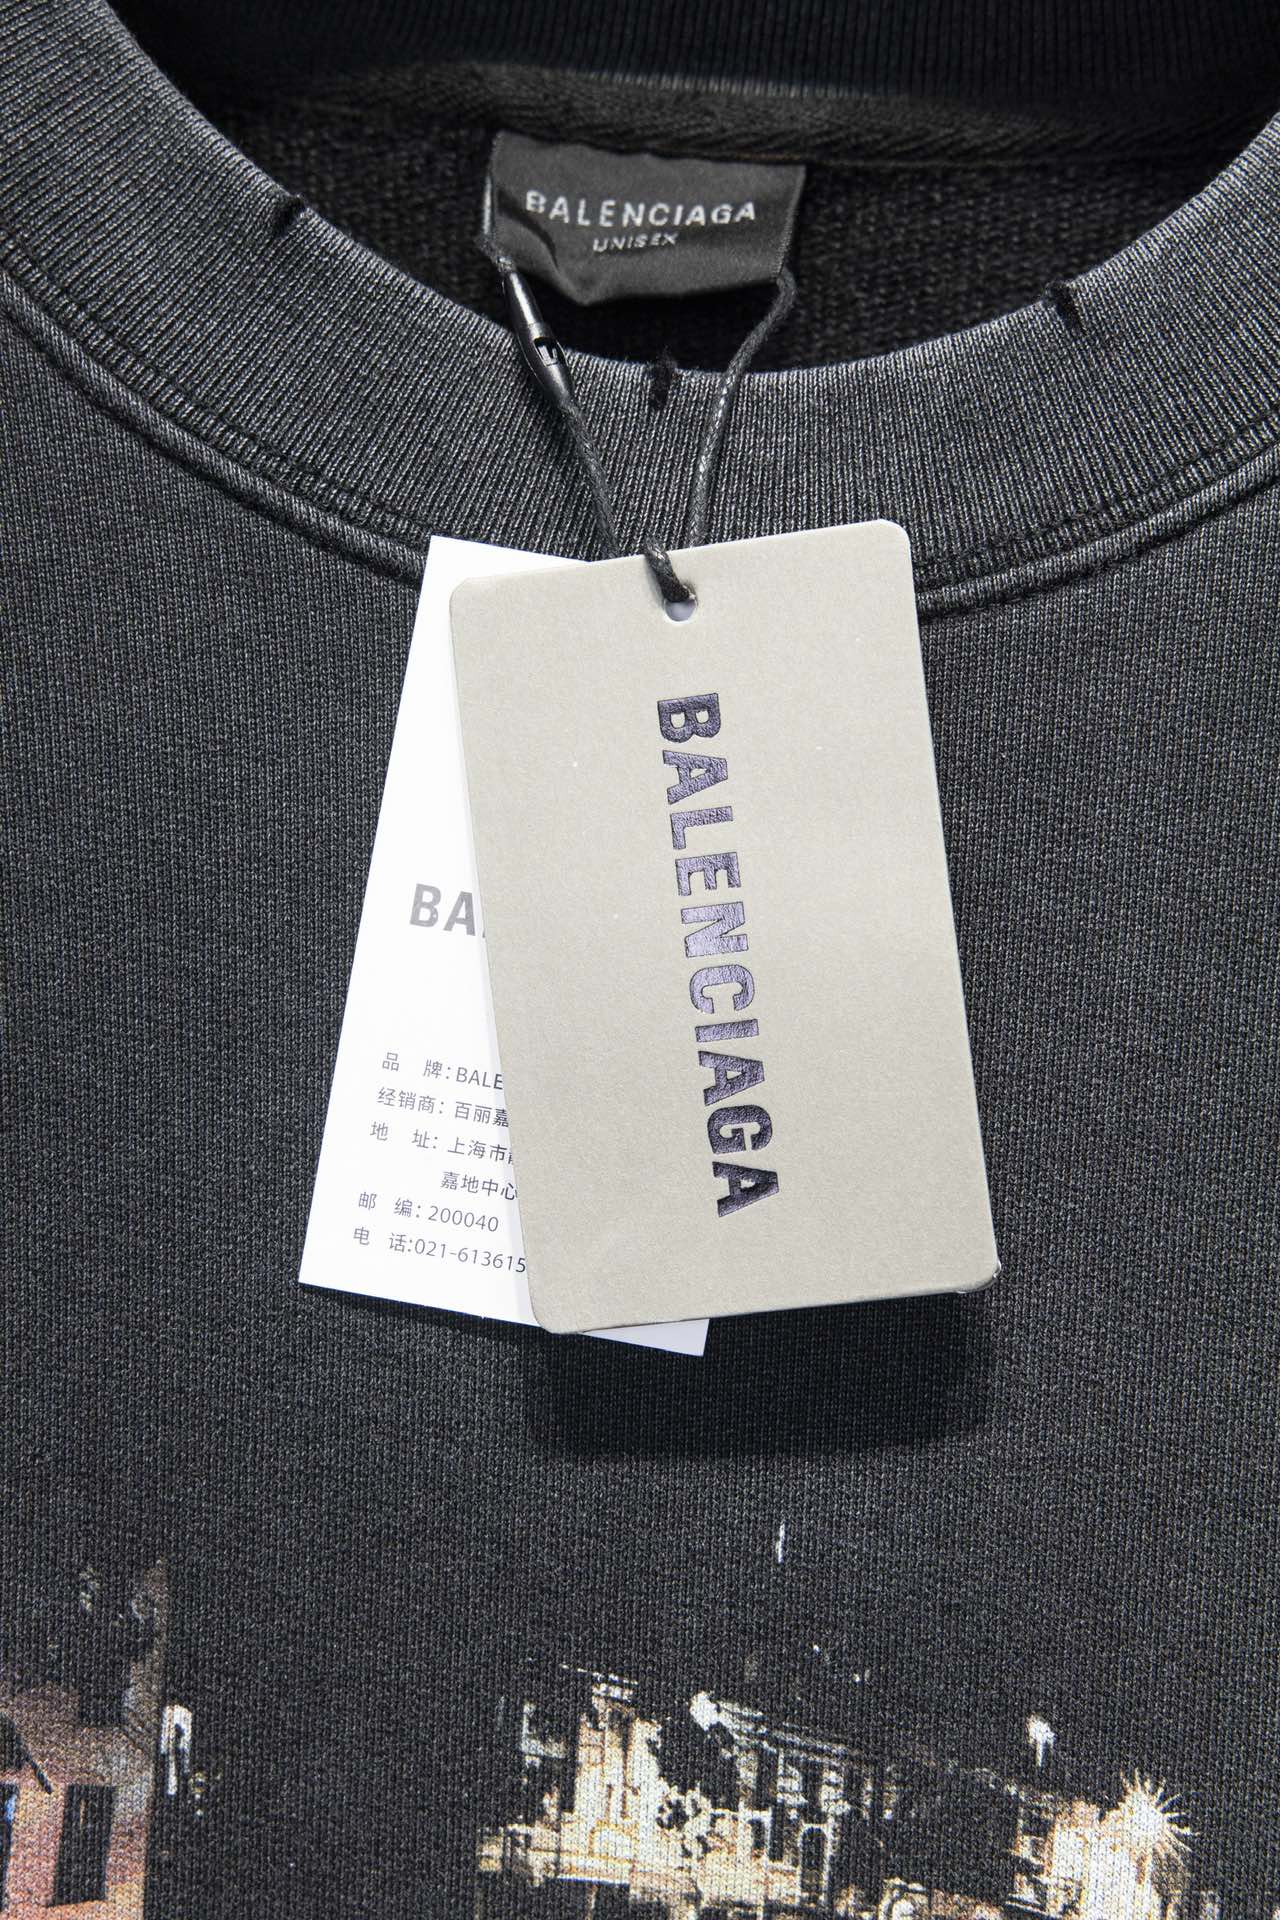 BALENCIAGA
UNISEX
BALENCIAGA
BA
品 牌：BALE
经销商：百丽嘉
地 址：上海市
嘉地中心
邮 编：200040
电 话:021-613615